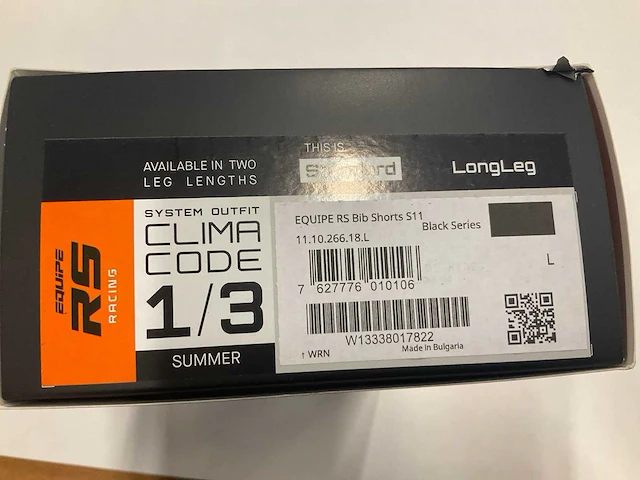 THIS IS
AVAILABLE IN TWO
LEG LENGTHS
Standard
LongLeg
EQUIPE
RS
RACING
SYSTEM OUTFIT
CLIMA
CODE
1/3
SUMMER
EQUIPE RS Bib Shorts S11
Black Series
11.10.266.18.L
L
7 627776 010106
W13338017822
↑ WRN
Made in Bulgaria